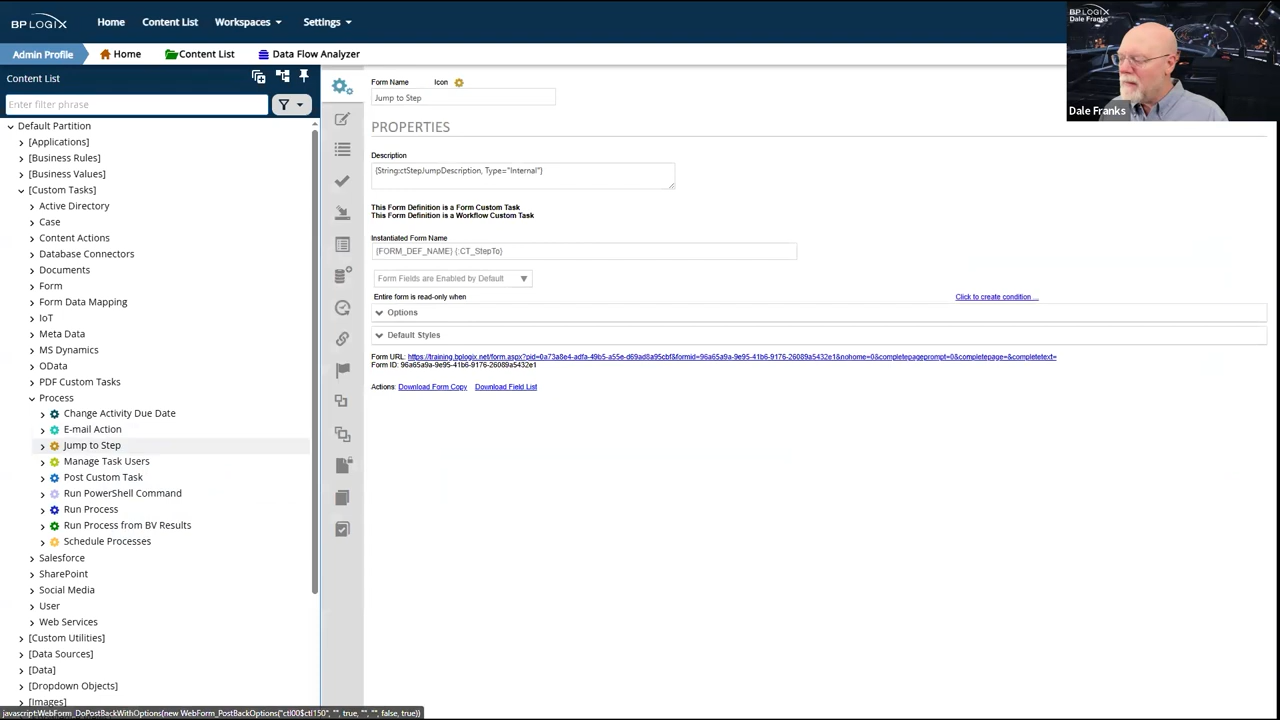 BP LOGIX
Home
Content List
Workspaces
Settings
BP LOGIX
Dale Franks
Dale Franks
Admin Profile
Home
Content List
Data Flow Analyzer
Content List
Enter filter phrase
Default Partition
[Applications]
[Business Rules]
[Business Values]
[Custom Tasks]
Active Directory
Case
Content Actions
Database Connectors
Documents
Form
Form Data Mapping
IoT
Meta Data
MS Dynamics
OData
PDF Custom Tasks
Process
Change Activity Due Date
E-mail Action
Jump to Step
Manage Task Users
Post Custom Task
Run PowerShell Command
Run Process
Run Process from BV Results
Schedule Processes
Salesforce
SharePoint
Social Media
User
Web Services
[Custom Utilities]
[Data Sources]
[Data]
[Dropdown Objects]
[Images]
Form Name Icon
Jump to Step
PROPERTIES
Description
{String:ctStepJumpDescription, Type="Internal"}
This Form Definition is a Form Custom Task
This Form Definition is a Workflow Custom Task
Instantiated Form Name
{FORM_DEF_NAME} {:CT_StepTo}
Form Fields are Enabled by Default
Entire form is read-only when
Click to create condition ...
Options
Default Styles
Form URL: https://training.bplogix.net/form.aspx?pid=0a73a8e4-adfa-49b5-a55e-d69ad8a95cbf&formid=96a65a9a-9e95-41b6-9176-26089a5432e1&nohome=0&completepageprompt=0&completepage=&completetext=
Form ID: 96a65a9a-9e95-41b6-9176-26089a5432e1
Actions: Download Form Copy Download Field List
javascript:WebForm_DoPostBackWithOptions(new WebForm_PostBackOptions("ctl00$ctl150", "", true, "", "", false, true))